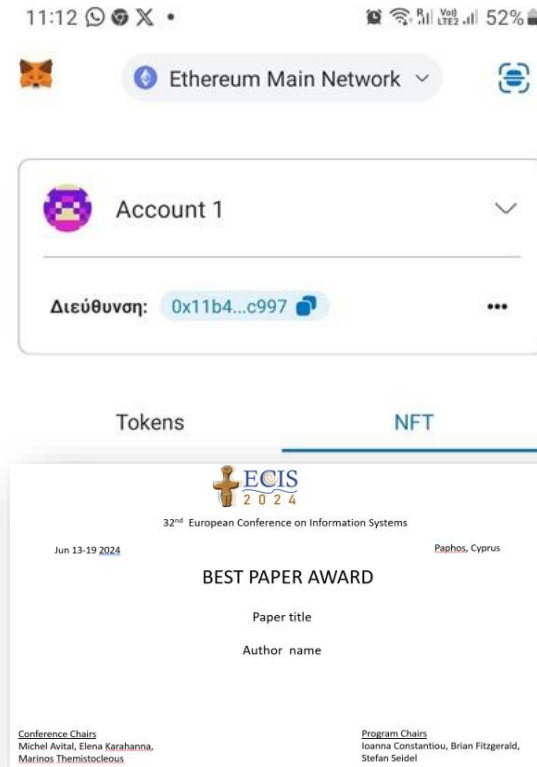 11:12 VoD LTE2 52%
Ethereum Main Network
Account 1
Διεύθυνση: 0x11b4...c997
Tokens NFT
ECIS
2024
32nd European Conference on Information Systems
Jun 13-19 2024 Paphos, Cyprus
BEST PAPER AWARD
Paper title
Author name
Conference Chairs Program Chairs
Michel Avital, Elena Karahanna, Ioanna Constantiou, Brian Fitzgerald,
Marinos Themistocleous Stefan Seidel